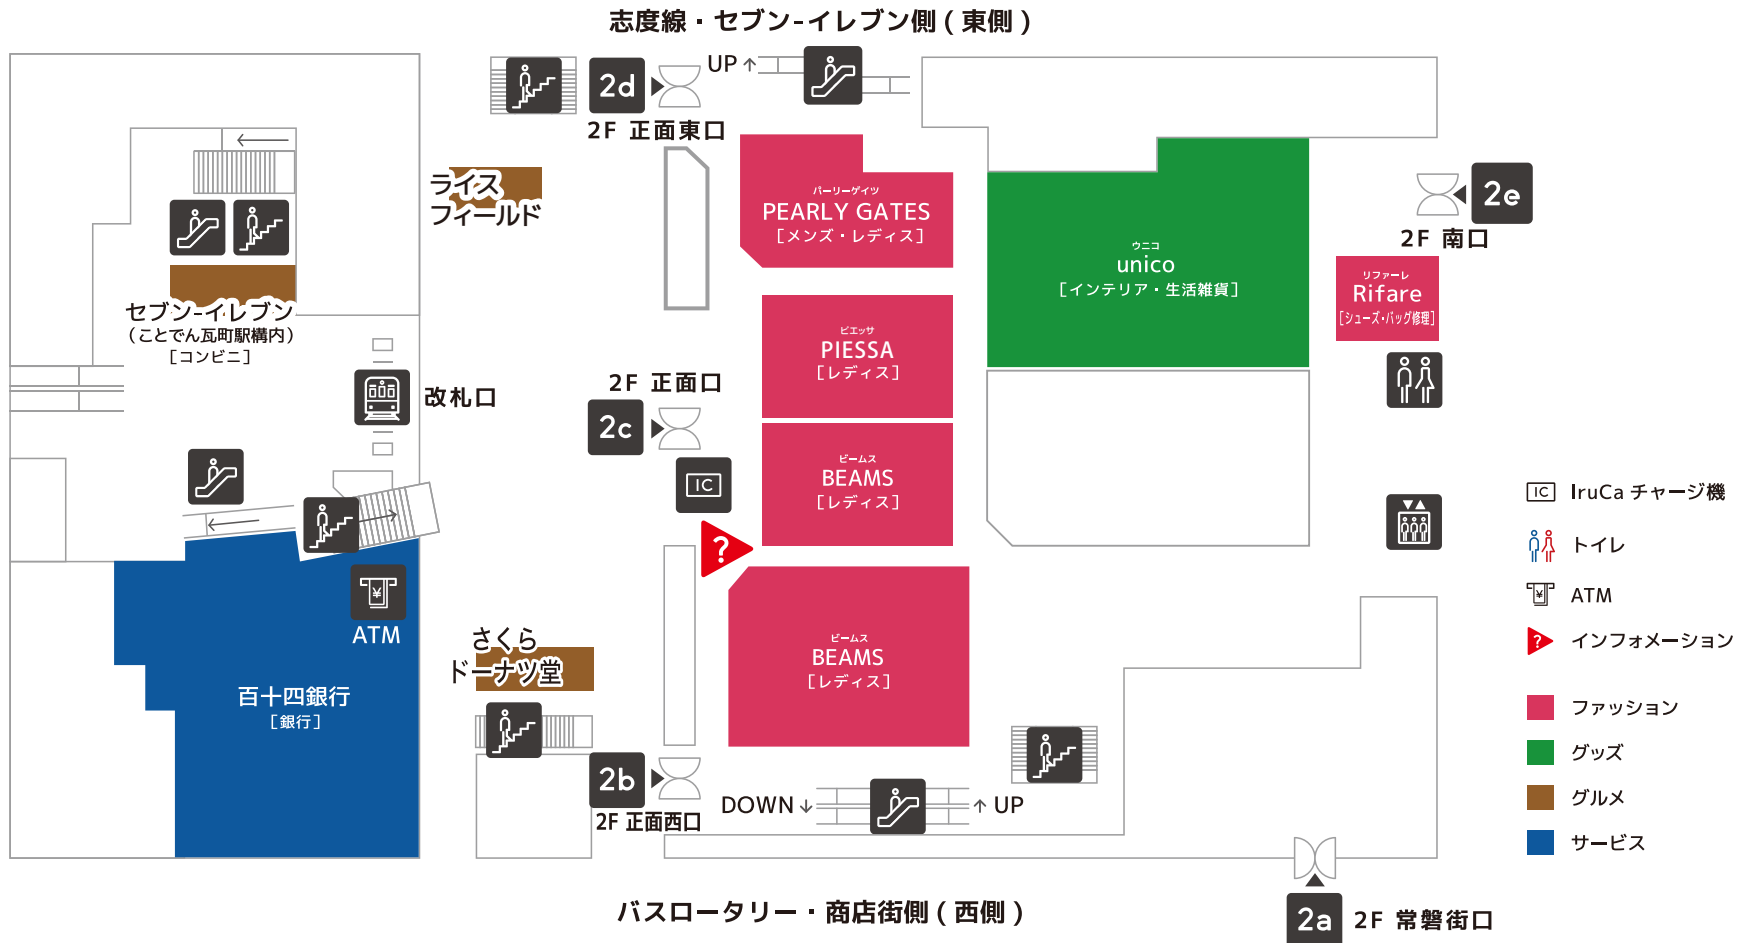 志度線・セブン-イレブン側(東側)
UP ↑
2d
2F 正面東口
ライス
フィールド
パーリーゲイツ
PEARLY GATES
[メンズ・レディス]
ウニコ
unico
[インテリア・生活雑貨]
2e
2F 南口
リファーレ
Rifare
[シューズ・バッグ修理]
セブン-イレブン
(ことでん瓦町駅構内)
[コンビニ]
ピエッサ
PIESSA
[レディス]
改札口
2F 正面口
2c
IC
ビームス
BEAMS
[レディス]
?
¥
ATM
さくら
ドーナツ堂
ビームス
BEAMS
[レディス]
百十四銀行
[銀行]
2b
2F 正面西口
DOWN ↓
↑ UP
バスロータリー・商店街側(西側)
2a
2F 常磐街口
IC
IruCa チャージ機
トイレ
¥
ATM
?
インフォメーション
ファッション
グッズ
グルメ
サービス